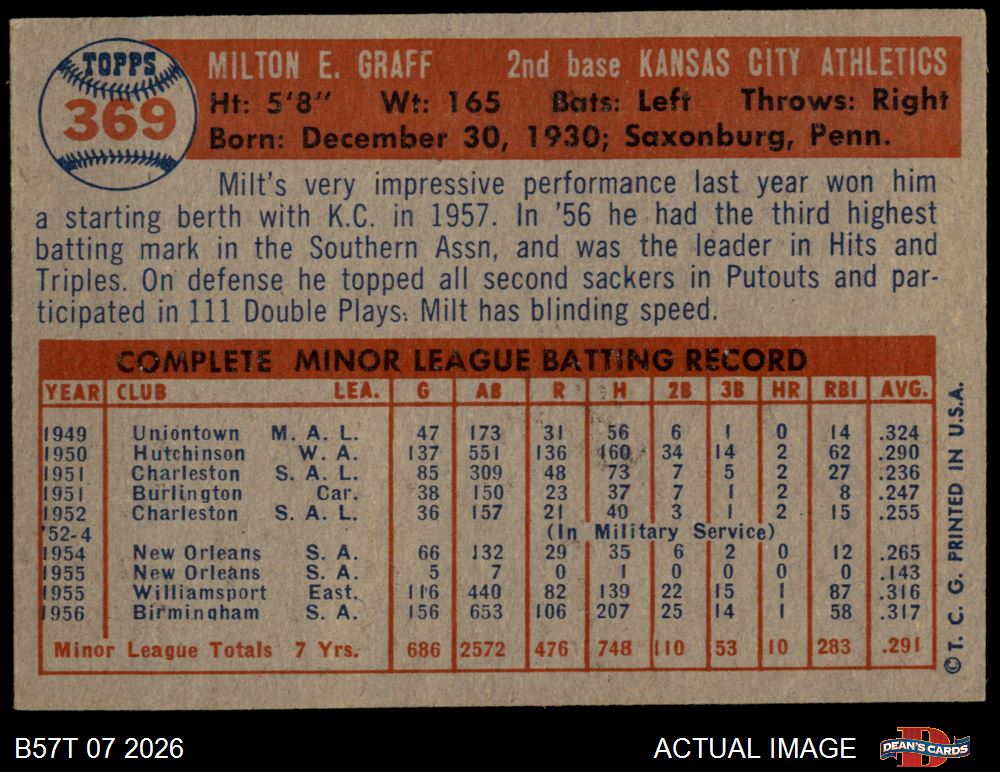 TOPPS
369
MILTON E. GRAFF 2nd base KANSAS CITY ATHLETICS
Ht: 5'8" Wt: 165 Bats: Left Throws: Right
Born: December 30, 1930; Saxonburg, Penn.
Milt's very impressive performance last year won him
a starting berth with K.C. in 1957. In '56 he had the third highest
batting mark in the Southern Assn, and was the leader in Hits and
Triples. On defense he topped all second sackers in Putouts and par-
ticipated in 111 Double Plays. Milt has blinding speed.
COMPLETE MINOR LEAGUE BATTING RECORD
YEAR CLUB LEA. G AB R H 2B 3B HR RBI AVG.
1949 Uniontown M. A. L. 47 173 31 56 6 1 0 14 .324
1950 Hutchinson W. A. 137 551 136 160 34 14 2 62 .290
1951 Charleston S. A. L. 85 309 48 73 7 5 2 27 .236
1951 Burlington Car. 38 150 23 37 7 1 2 8 .247
1952 Charleston S. A. L. 36 157 21 40 3 1 2 15 .255
'52-4 (In Military Service)
1954 New Orleans S. A. 66 132 29 35 6 2 0 12 .265
1955 New Orleans S. A. 5 7 0 1 0 0 0 0 .143
1955 Williamsport East. 116 440 82 139 22 15 1 87 .316
1956 Birmingham S. A. 156 653 106 207 25 14 1 58 .317
Minor League Totals 7 Yrs. 686 2572 476 748 110 53 10 283 .291
© T. C. G. PRINTED IN U.S.A.
B57T 07 2026 ACTUAL IMAGE
D
DEAN'S CARDS